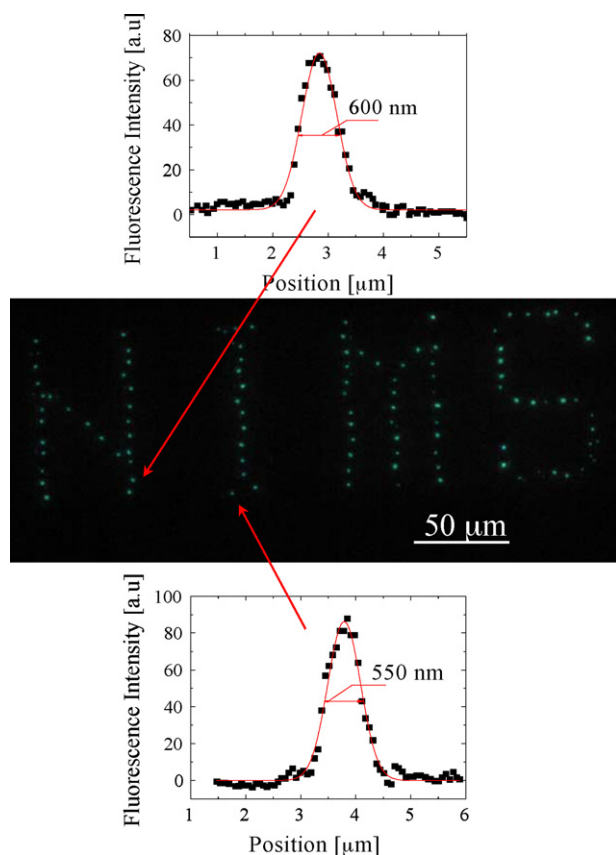 80
60
40
20
0
Fluorescence Intensity [a.u]
600 nm
1 2 3 4 5
Position [μm]
NIMS
50 μm
100
80
60
40
20
0
Fluorescence Intensity [a.u]
550 nm
1 2 3 4 5 6
Position [μm]